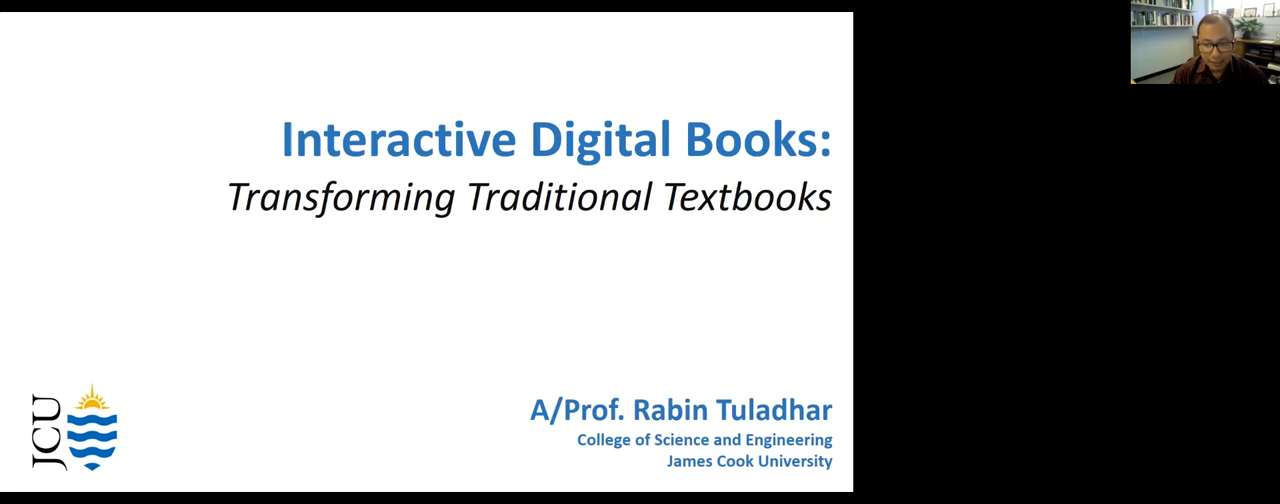 Interactive Digital Books:
Transforming Traditional Textbooks
JCU
A/Prof. Rabin Tuladhar
College of Science and Engineering
James Cook University